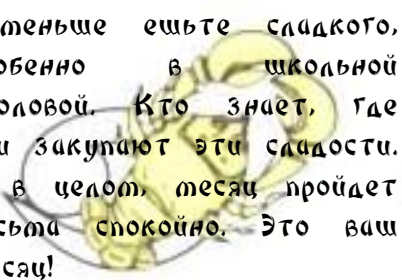 меньше ешьте сладкого,
обенно в школьной
оловой. Кто знает, где
и закупают эти сладости.
в целом, месяц пройдет
сьма спокойно. Это ваш
сяц!